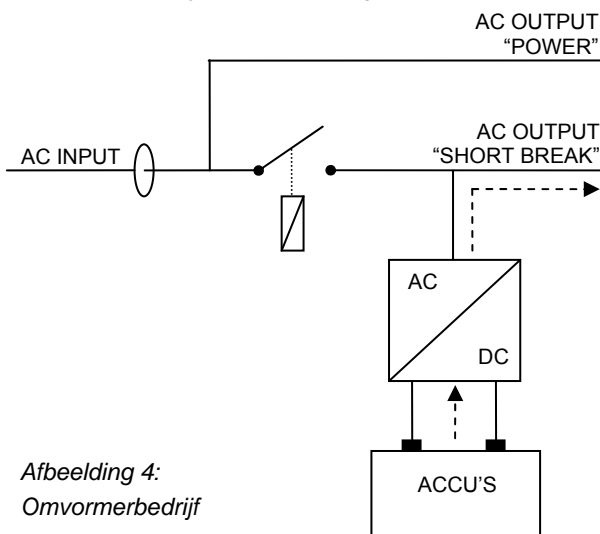 AC OUTPUT
“POWER”
AC INPUT
AC OUTPUT
“SHORT BREAK”
AC
DC
ACCU’S
Afbeelding 4:
Omvormerbedrijf